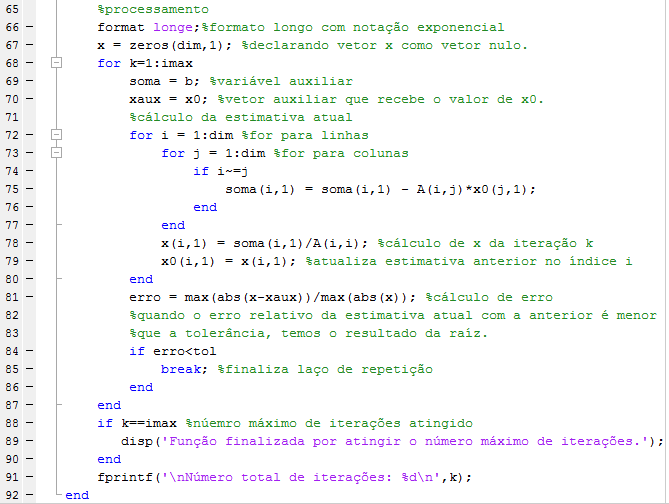 65 %processamento
66 - format longe;%formato longo com notação exponencial
67 - x = zeros(dim,1); %declarando vetor x como vetor nulo.
68 - for k=1:imax
69 - soma = b; %variável auxiliar
70 - xaux = x0; %vetor auxiliar que recebe o valor de x0.
71 %cálculo da estimativa atual
72 - for i = 1:dim %for para linhas
73 - for j = 1:dim %for para colunas
74 - if i~=j
75 - soma(i,1) = soma(i,1) - A(i,j)*x0(j,1);
76 - end
77 - end
78 - x(i,1) = soma(i,1)/A(i,i); %cálculo de x da iteração k
79 - x0(i,1) = x(i,1); %atualiza estimativa anterior no índice i
80 - end
81 - erro = max(abs(x-xaux))/max(abs(x)); %cálculo de erro
82 %quando o erro relativo da estimativa atual com a anterior é menor
83 %que a tolerância, temos o resultado da raíz.
84 - if erro<tol
85 - break; %finaliza laço de repetição
86 - end
87 - end
88 - if k==imax %núemro máximo de iterações atingido
89 - disp('Função finalizada por atingir o número máximo de iterações.');
90 - end
91 - fprintf('\nNúmero total de iterações: %d\n',k);
92 - end